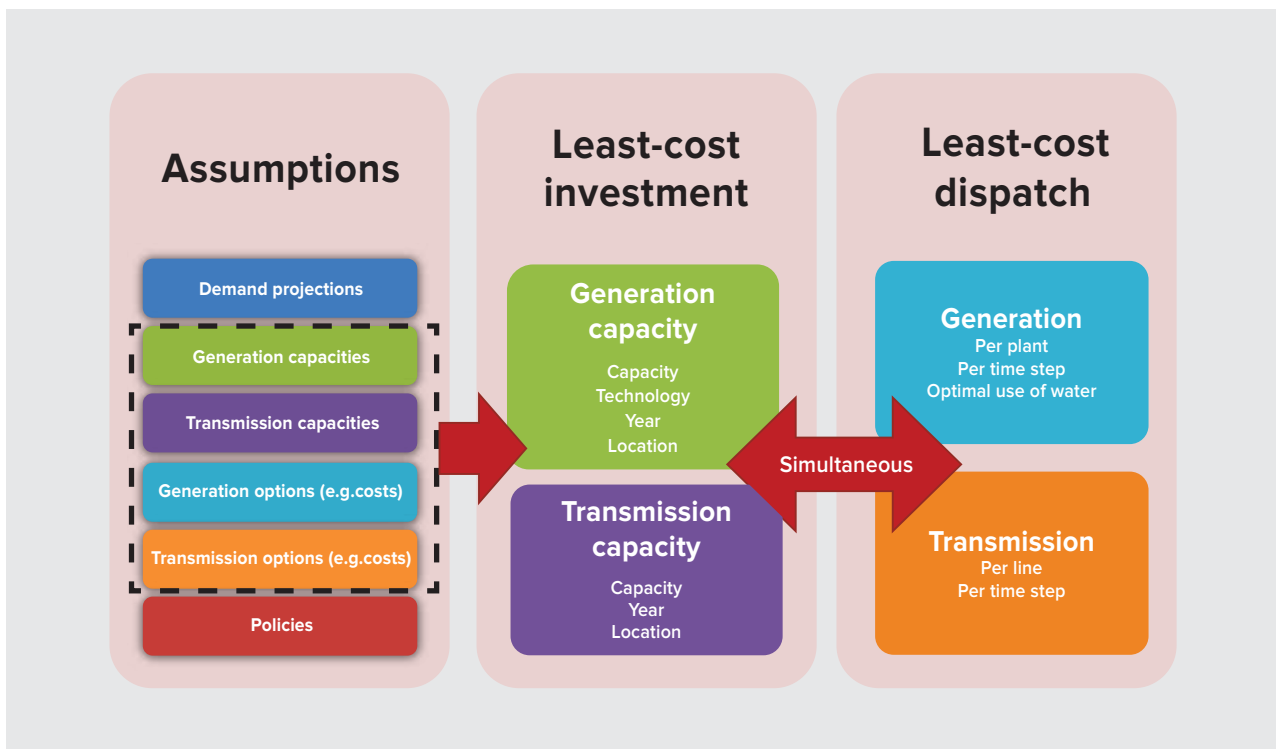 Assumptions
Demand projections
Generation capacities
Transmission capacities
Generation options (e.g.costs)
Transmission options (e.g.costs)
Policies
Least-cost
investment
Generation
capacity
Capacity
Technology
Year
Location
Transmission
capacity
Capacity
Year
Location
Simultaneous
Least-cost
dispatch
Generation
Per plant
Per time step
Optimal use of water
Transmission
Per line
Per time step